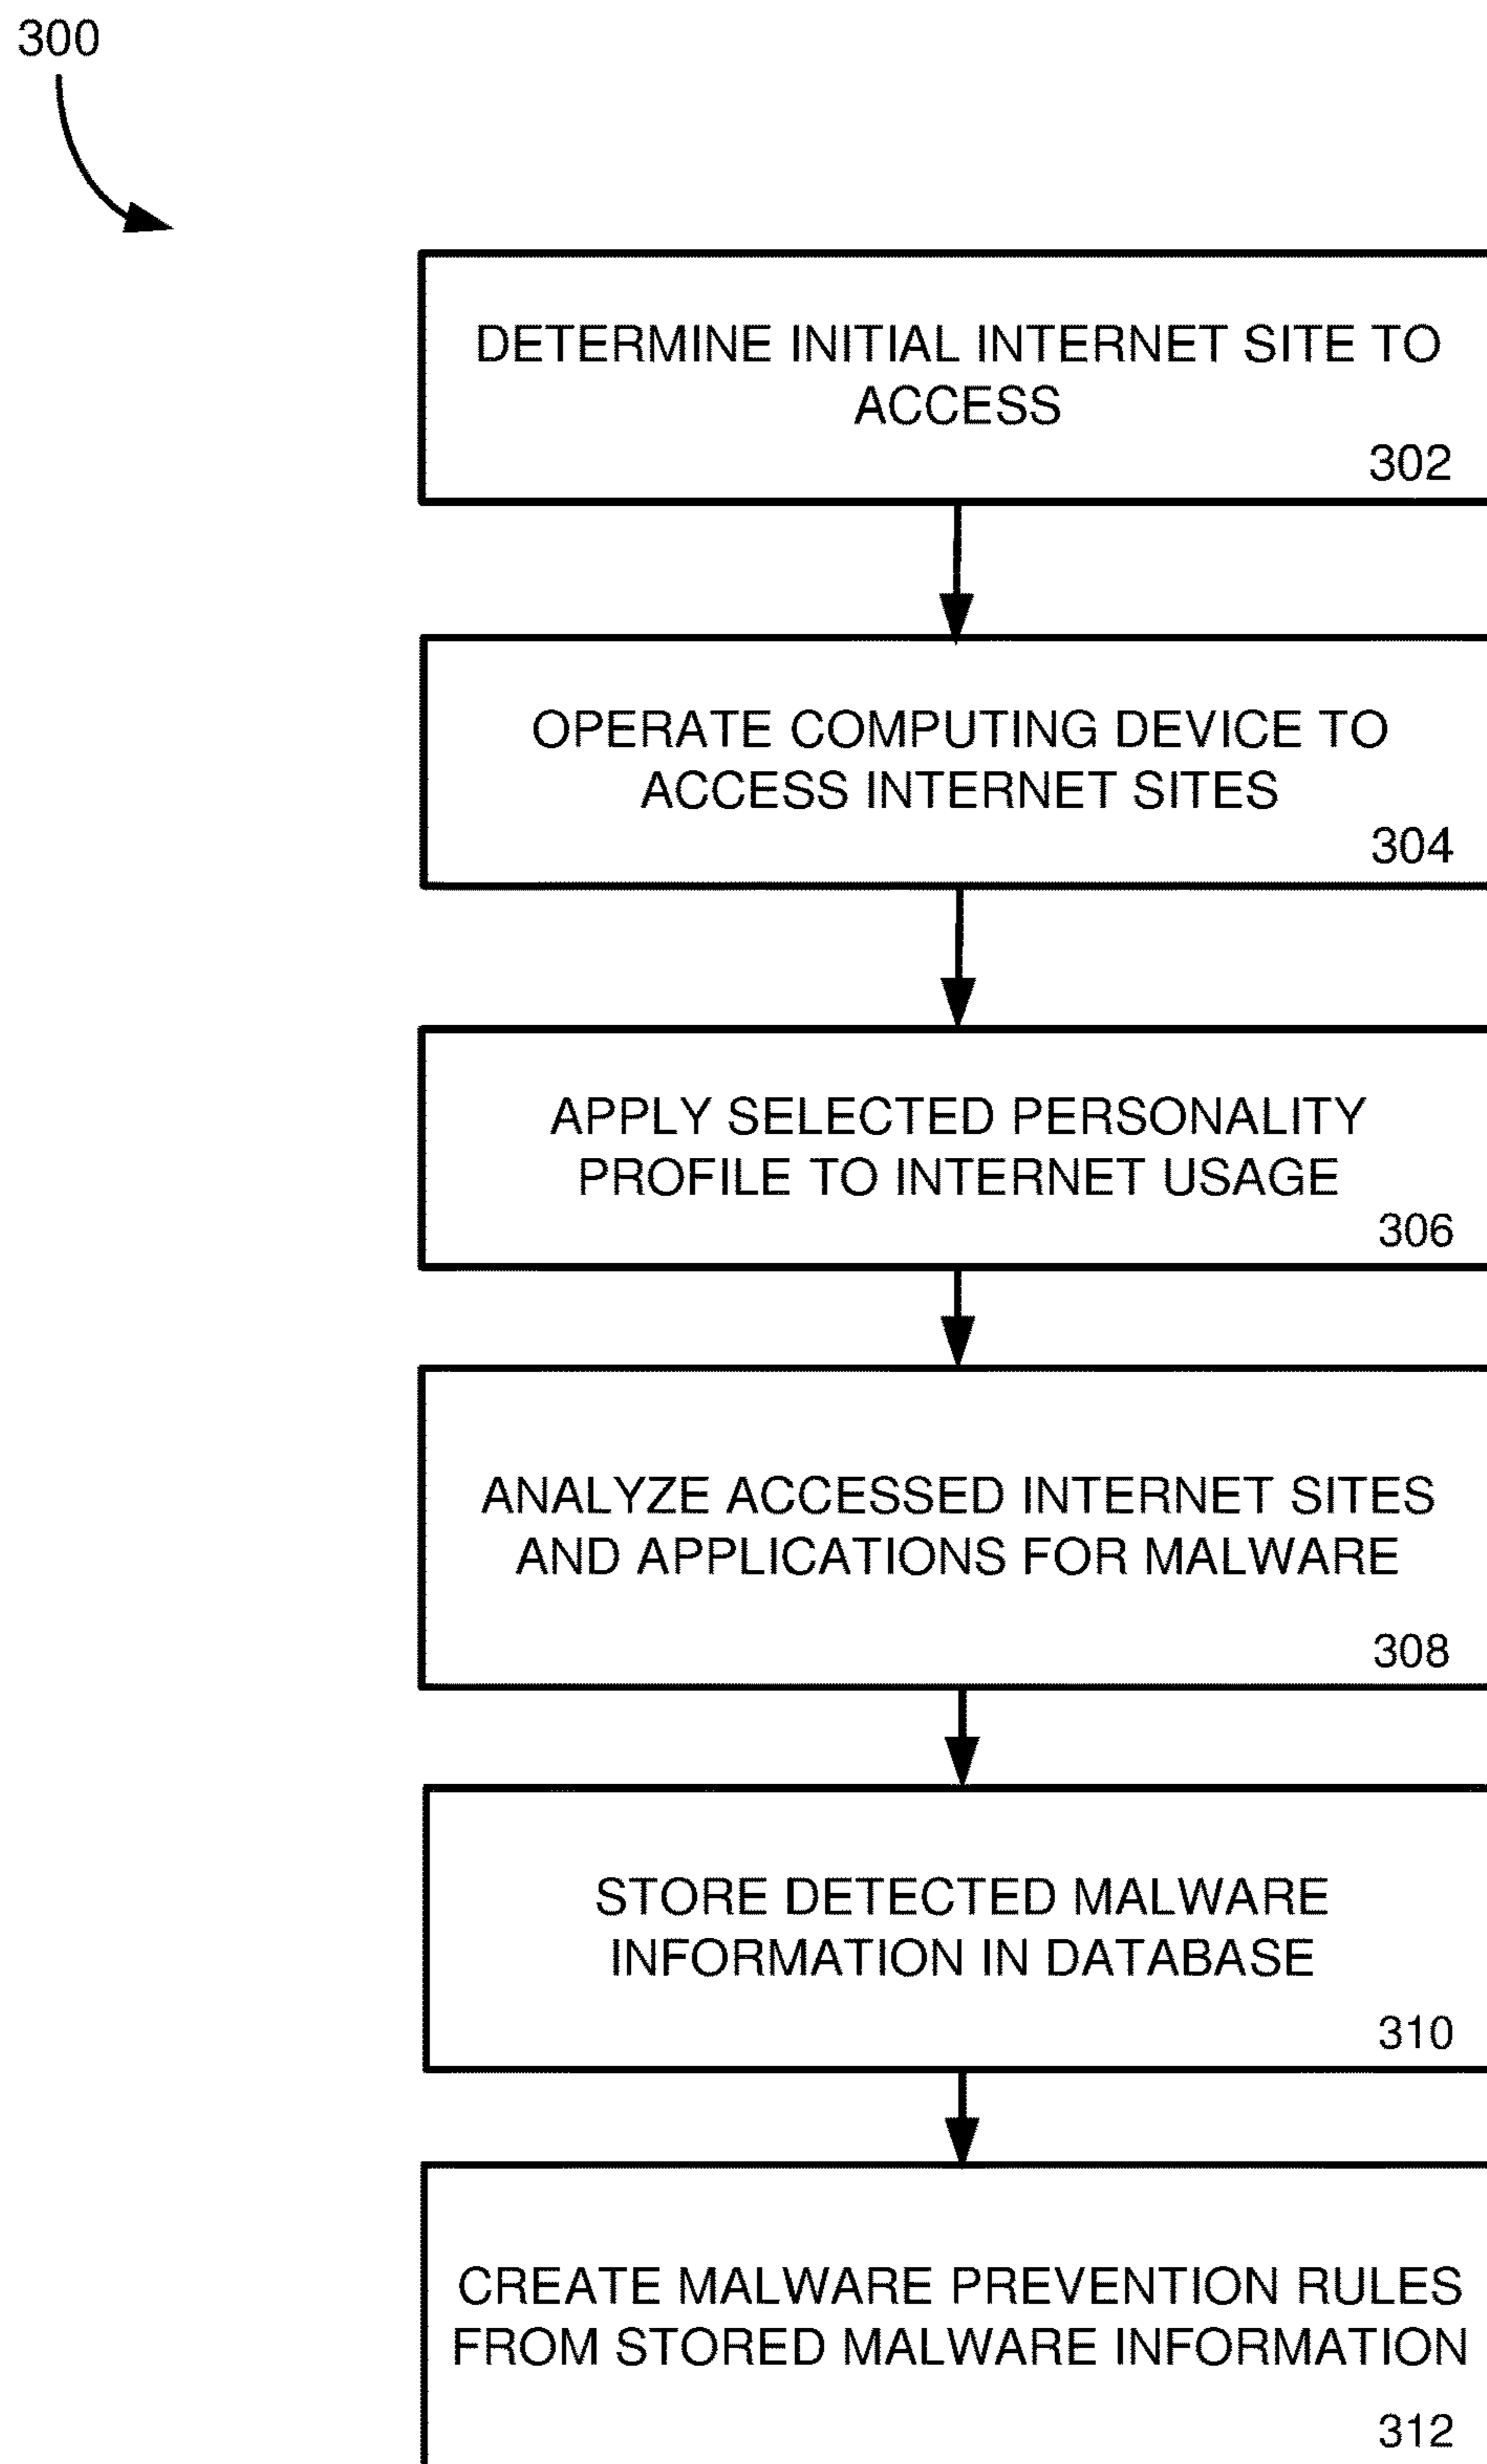 300
DETERMINE INITIAL INTERNET SITE TO
ACCESS
302
OPERATE COMPUTING DEVICE TO
ACCESS INTERNET SITES
304
APPLY SELECTED PERSONALITY
PROFILE TO INTERNET USAGE
306
ANALYZE ACCESSED INTERNET SITES
AND APPLICATIONS FOR MALWARE
308
STORE DETECTED MALWARE
INFORMATION IN DATABASE
310
CREATE MALWARE PREVENTION RULES
FROM STORED MALWARE INFORMATION
312